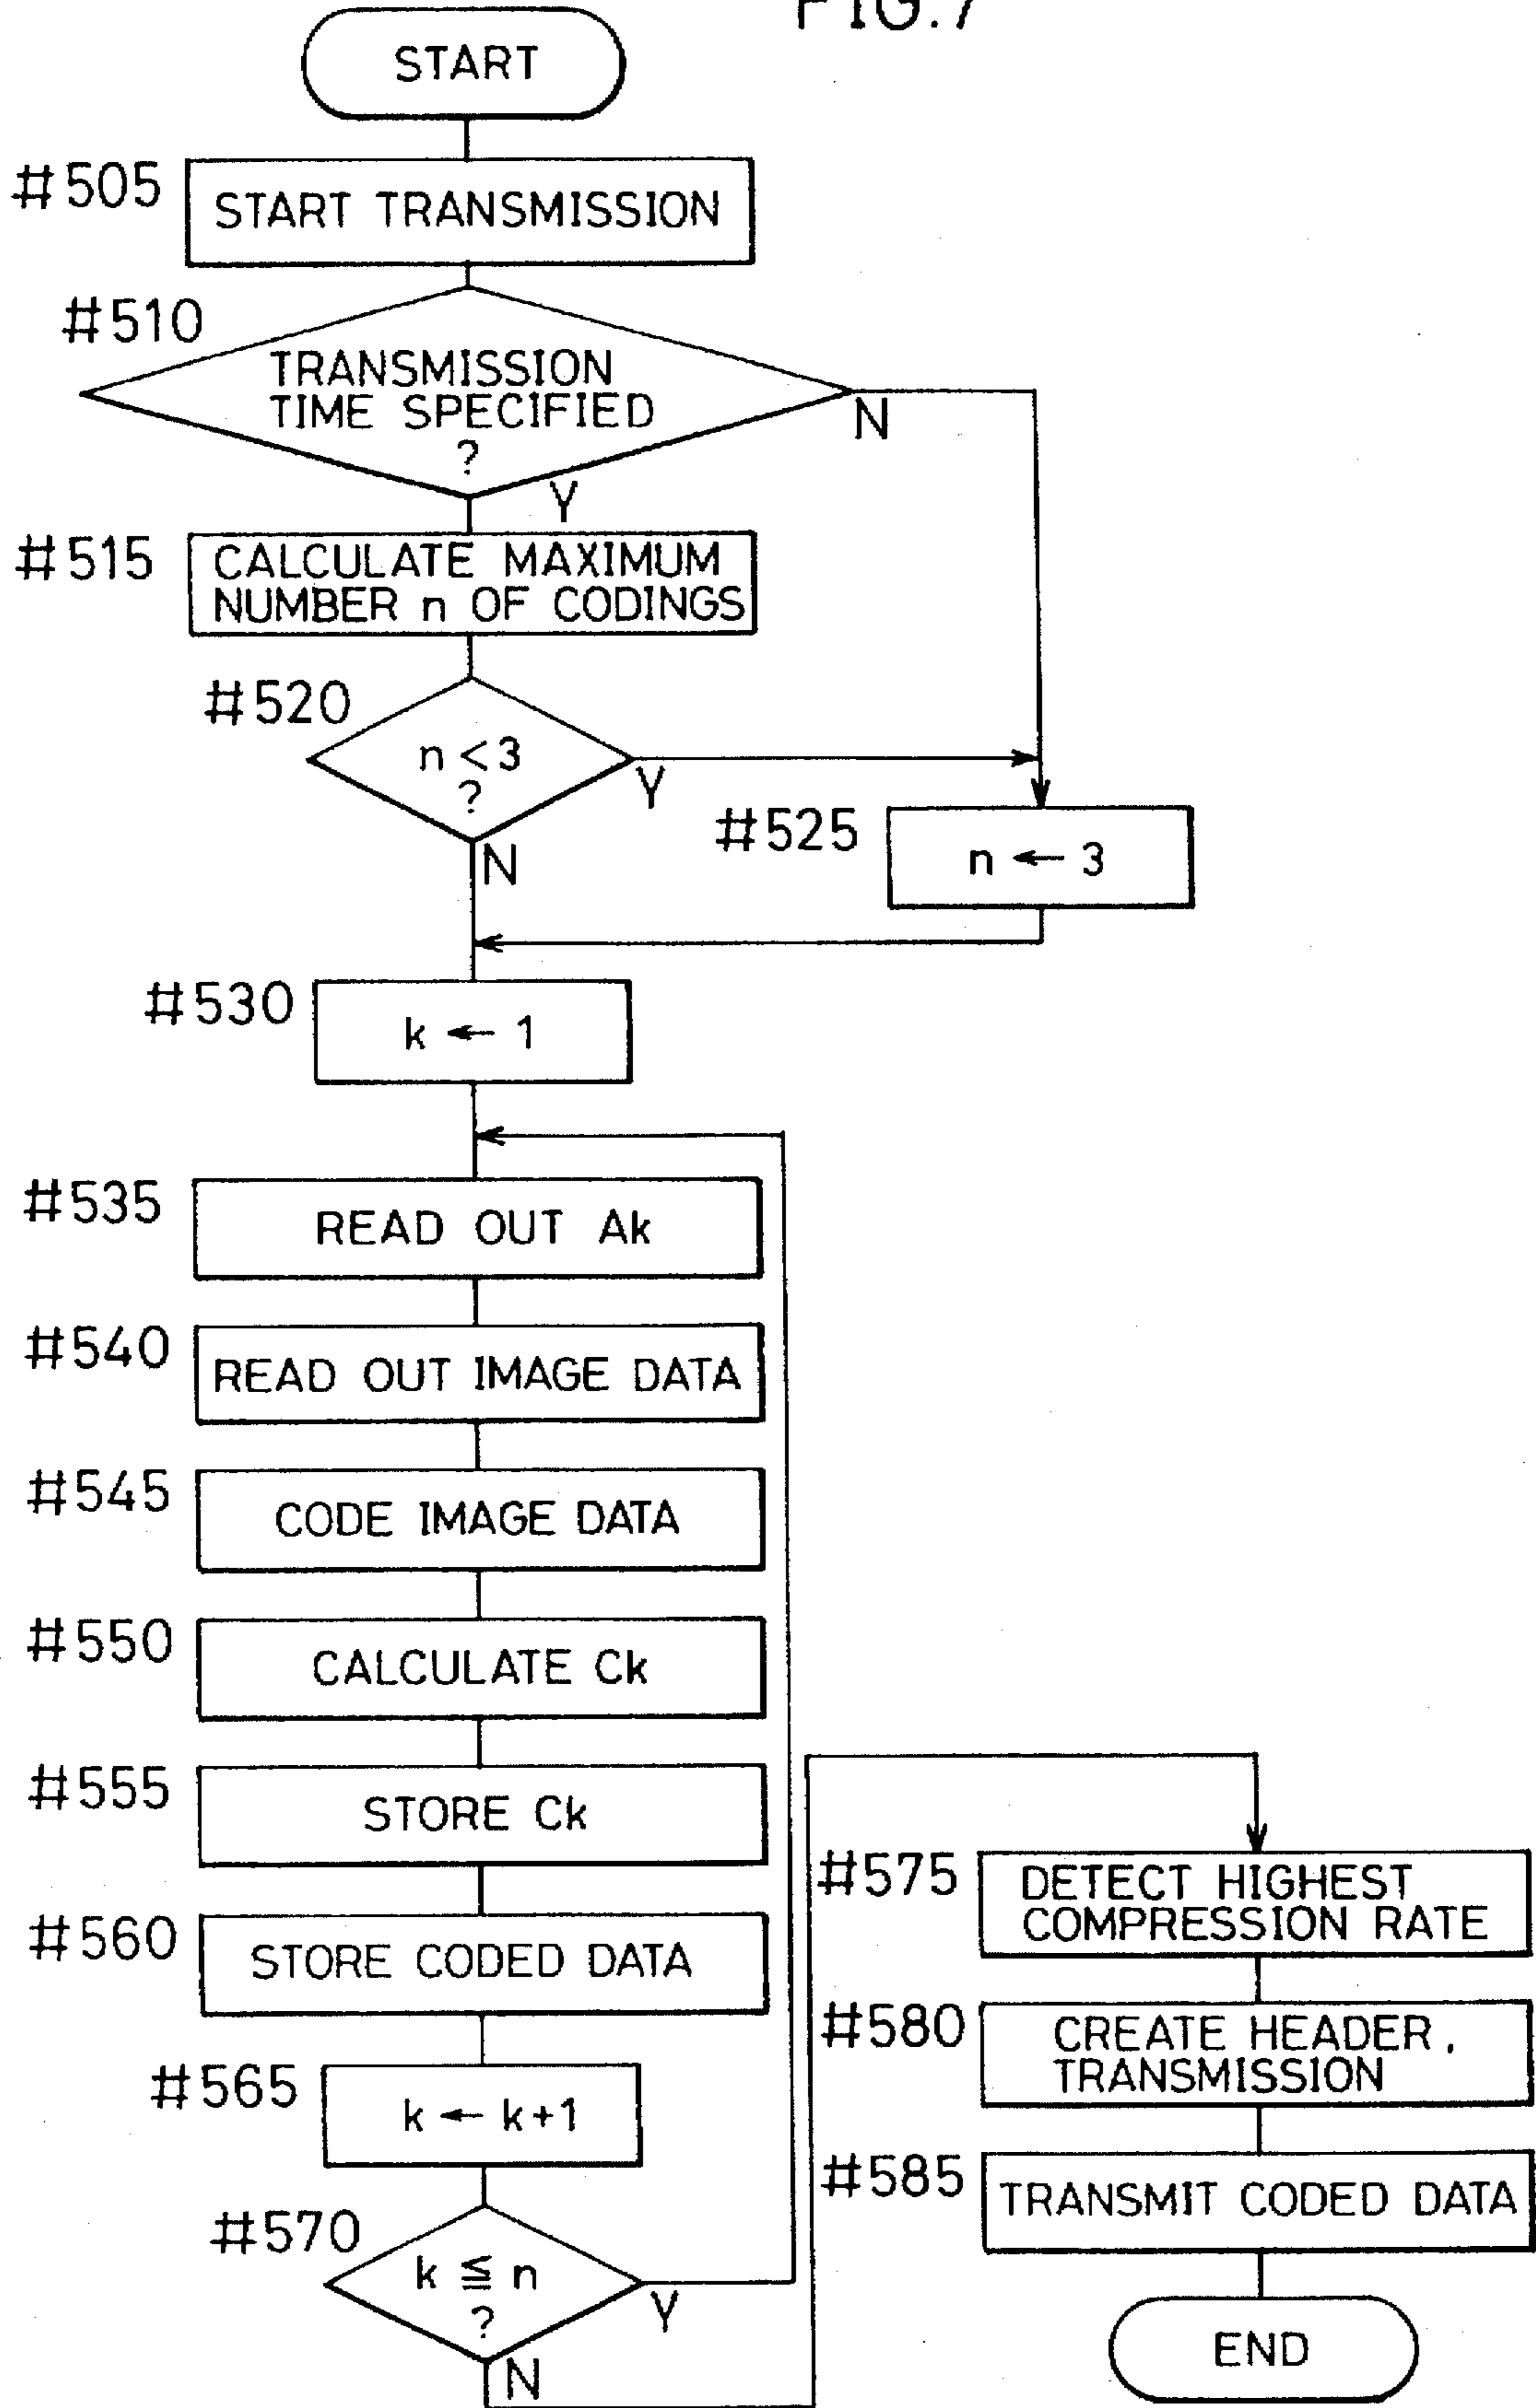 FIG.7
START
#505
START TRANSMISSION
#510
TRANSMISSION
TIME SPECIFIED
?
N
Y
#515
CALCULATE MAXIMUM
NUMBER n OF CODINGS
#520
n < 3
?
Y
N
#525
n ← 3
#530
k ← 1
#535
READ OUT Ak
#540
READ OUT IMAGE DATA
#545
CODE IMAGE DATA
#550
CALCULATE Ck
#555
STORE Ck
#560
STORE CODED DATA
#565
k ← k+1
#570
k ≦ n
?
Y
N
#575
DETECT HIGHEST
COMPRESSION RATE
#580
CREATE HEADER,
TRANSMISSION
#585
TRANSMIT CODED DATA
END